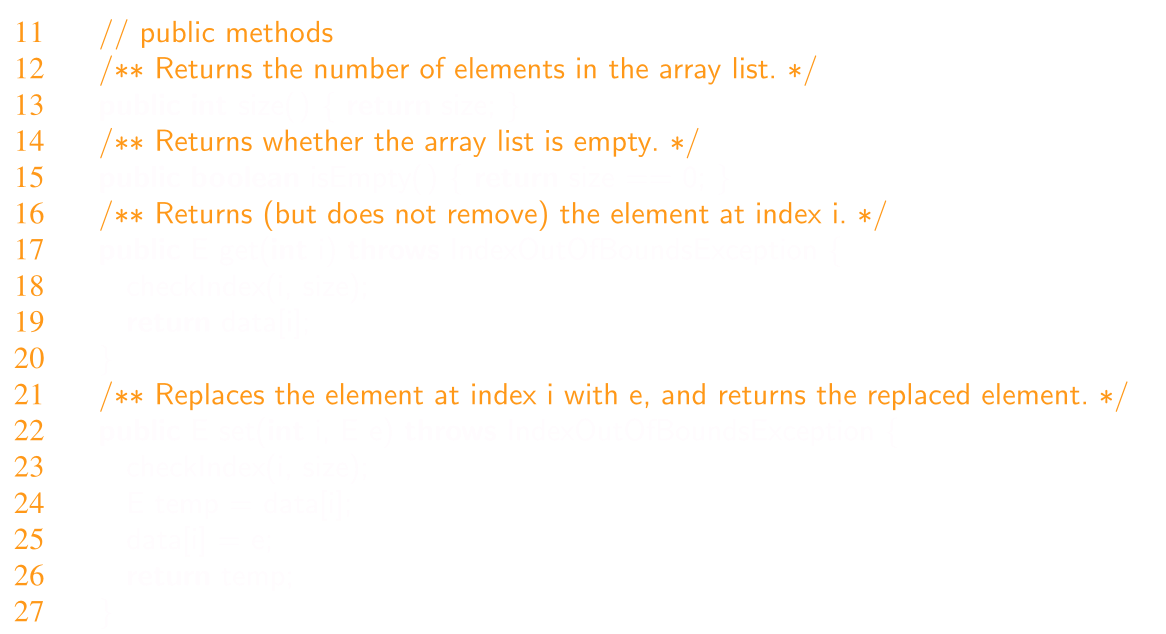 11 // public methods
12 /** Returns the number of elements in the array list. */
13 public int size( ) { return size; }
14 /** Returns whether the array list is empty. */
15 public boolean isEmpty( ) { return size == 0; }
16 /** Returns (but does not remove) the element at index i. */
17 public E get(int i) throws IndexOutOfBoundsException {
18 checkIndex(i, size);
19 return data[i];
20
21 /** Replaces the element at index i with e, and returns the replaced element. */
22 public E set(int i, E e) throws IndexOutOfBoundsException {
23 checkIndex(i, size);
24 E temp = data[i];
25 data[i] = e;
26 return temp;
27